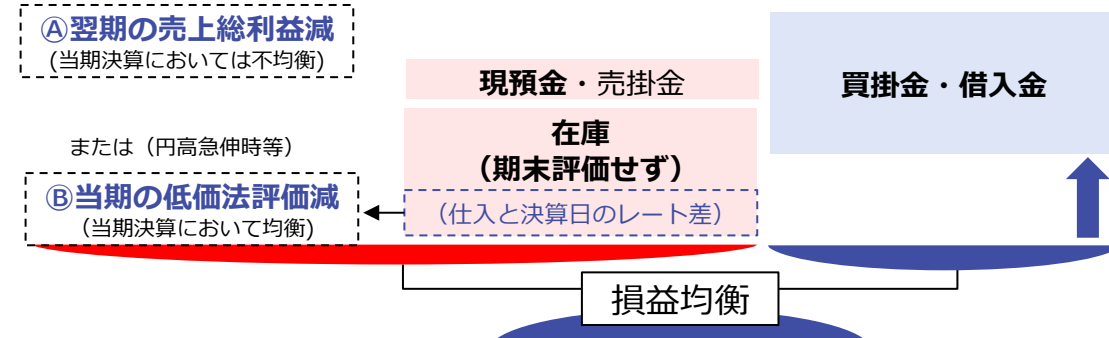 Ⓐ翌期の売上総利益減
(当期決算においては不均衡)
現預金・売掛金
買掛金・借入金
在庫
(期末評価せず)
または（円高急伸時等）
Ⓑ当期の低価法評価減
（当期決算において均衡)
（仕入と決算日のレート差）
損益均衡